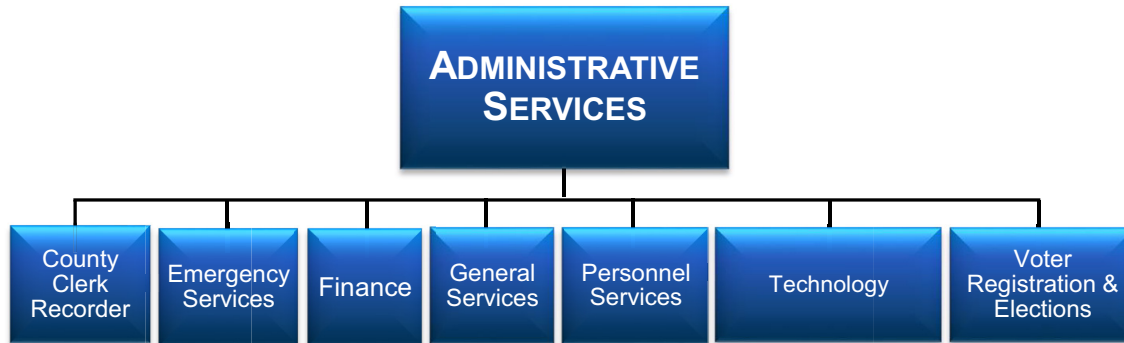 ADMINISTRATIVE
SERVICES
County
Clerk
Recorder
Emergency
Services
Finance
General
Services
Personnel
Services
Technology
Voter
Registration &
Elections